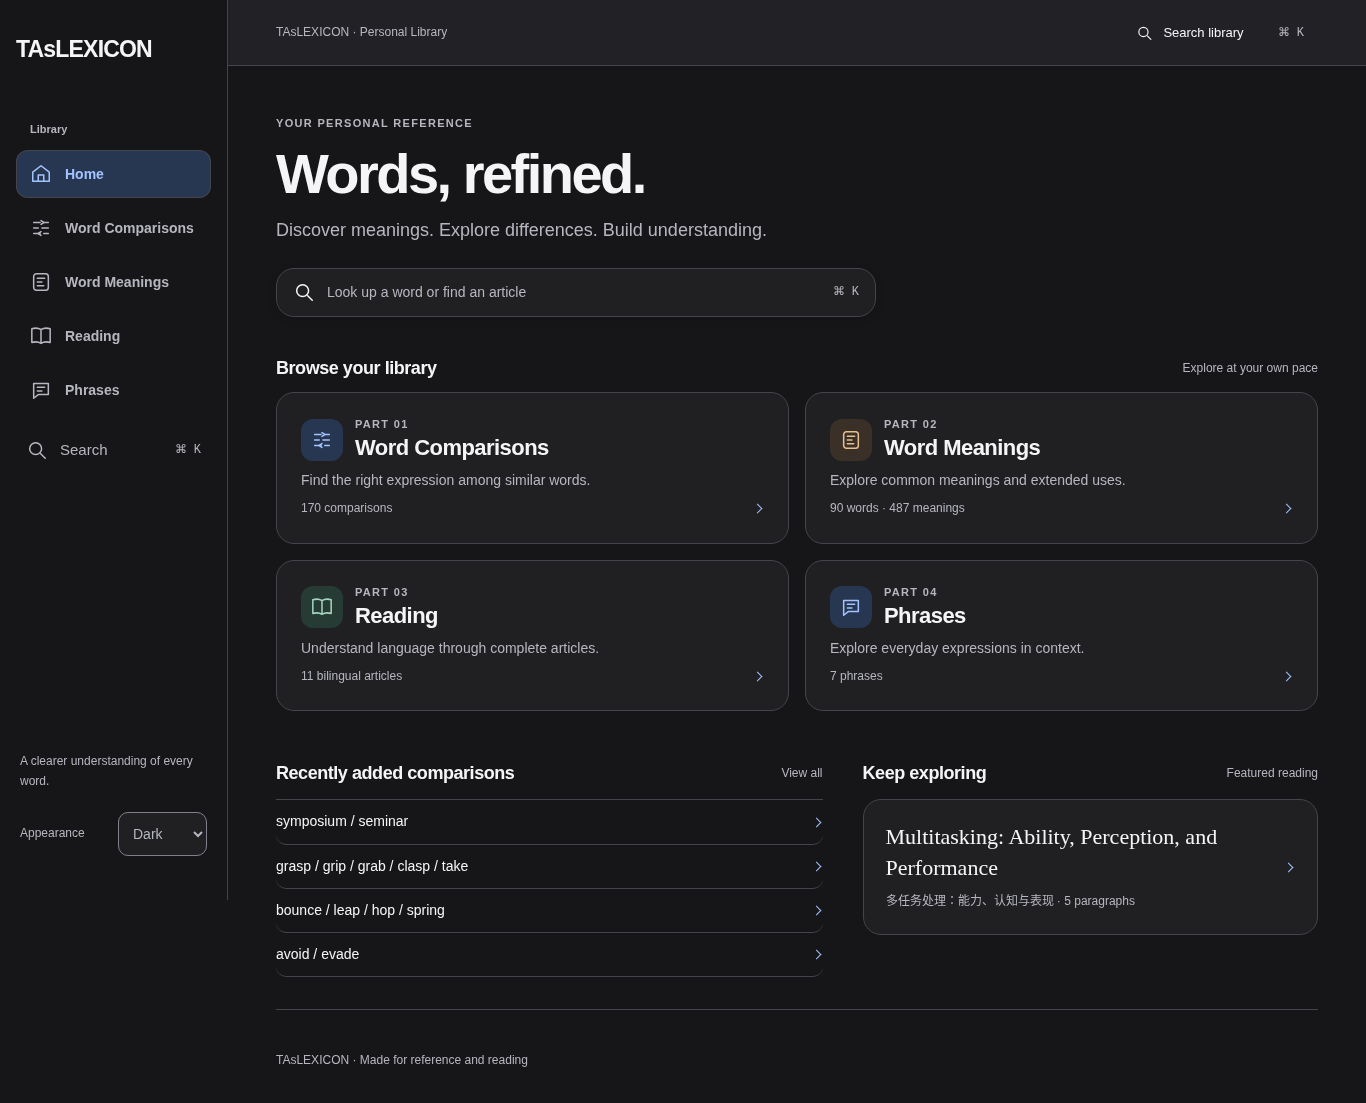 TAsLEXICON
Library
Home
Word Comparisons
Word Meanings
Reading
Phrases
Search ⌘ K
A clearer understanding of every
word.
Appearance Dark
TAsLEXICON · Personal Library
Search library ⌘ K
YOUR PERSONAL REFERENCE
Words, refined.
Discover meanings. Explore differences. Build understanding.
Look up a word or find an article ⌘ K
Browse your library
Explore at your own pace
PART 01
Word Comparisons
Find the right expression among similar words.
170 comparisons
PART 02
Word Meanings
Explore common meanings and extended uses.
90 words · 487 meanings
PART 03
Reading
Understand language through complete articles.
11 bilingual articles
PART 04
Phrases
Explore everyday expressions in context.
7 phrases
Recently added comparisons
View all
symposium / seminar
grasp / grip / grab / clasp / take
bounce / leap / hop / spring
avoid / evade
Keep exploring
Featured reading
Multitasking: Ability, Perception, and
Performance
多任务处理：能力、认知与表现 · 5 paragraphs
TAsLEXICON · Made for reference and reading